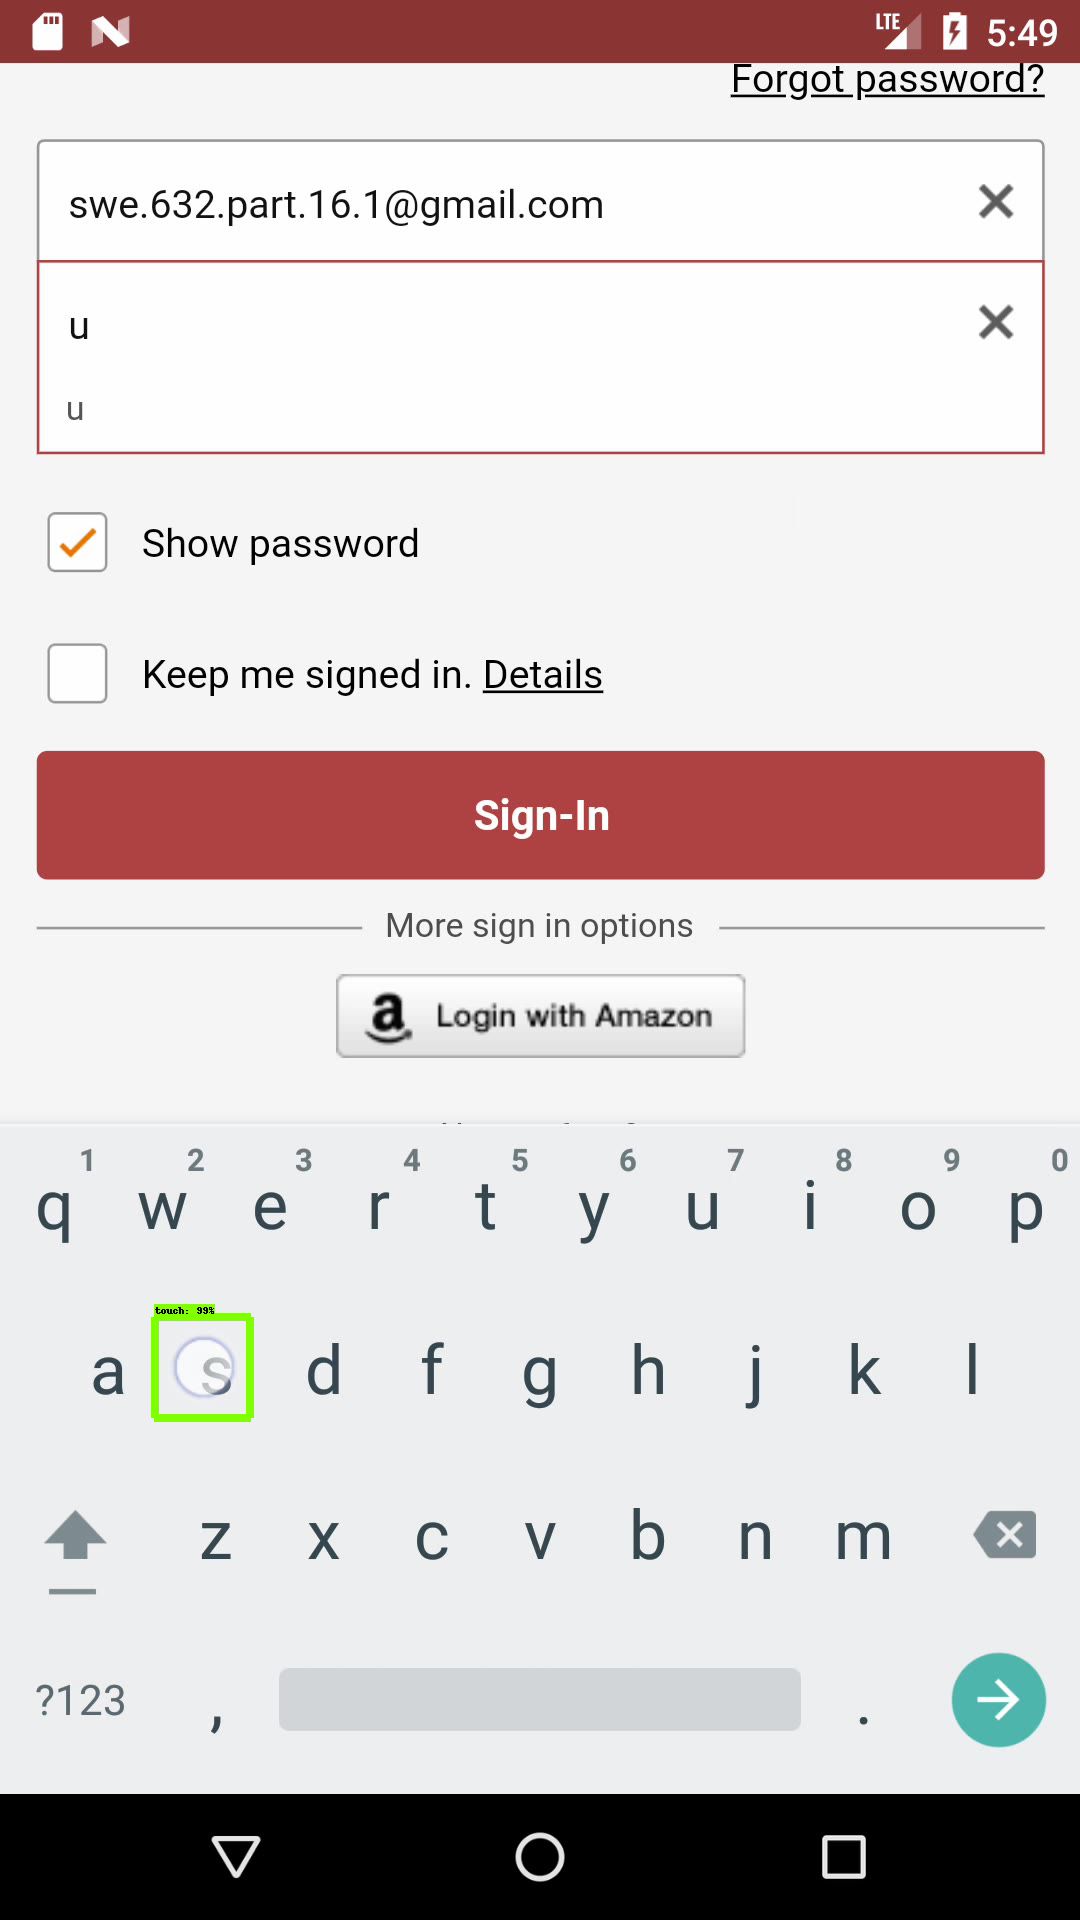 LTE 5:49
Forgot password?
swe.632.part.16.1@gmail.com
u
u
Show password
Keep me signed in. Details
Sign-In
More sign in options
a Login with Amazon
1 2 3 4 5 6 7 8 9 0
q w e r t y u i o p
touch: 99%
a s d f g h j k l
z x c v b n m
?123 , .